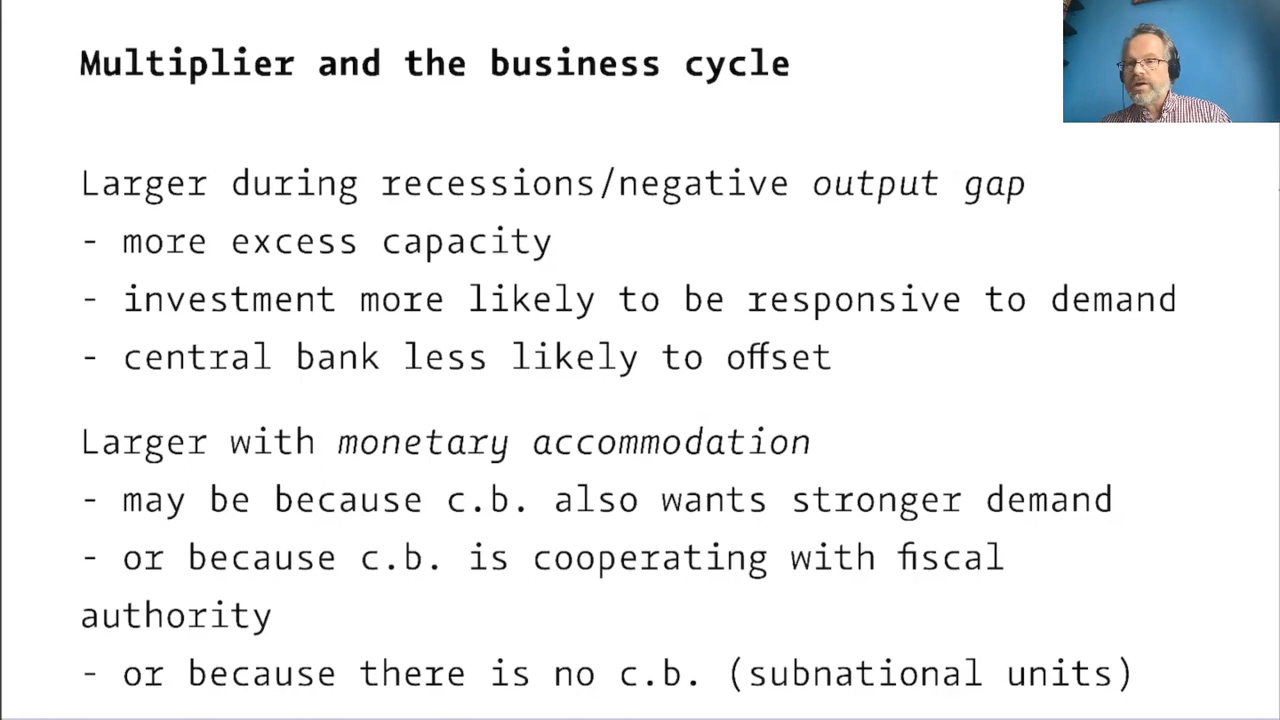 Multiplier and the business cycle
Larger during recessions/negative output gap
- more excess capacity
- investment more likely to be responsive to demand
- central bank less likely to offset
Larger with monetary accommodation
- may be because c.b. also wants stronger demand
- or because c.b. is cooperating with fiscal
authority
- or because there is no c.b. (subnational units)